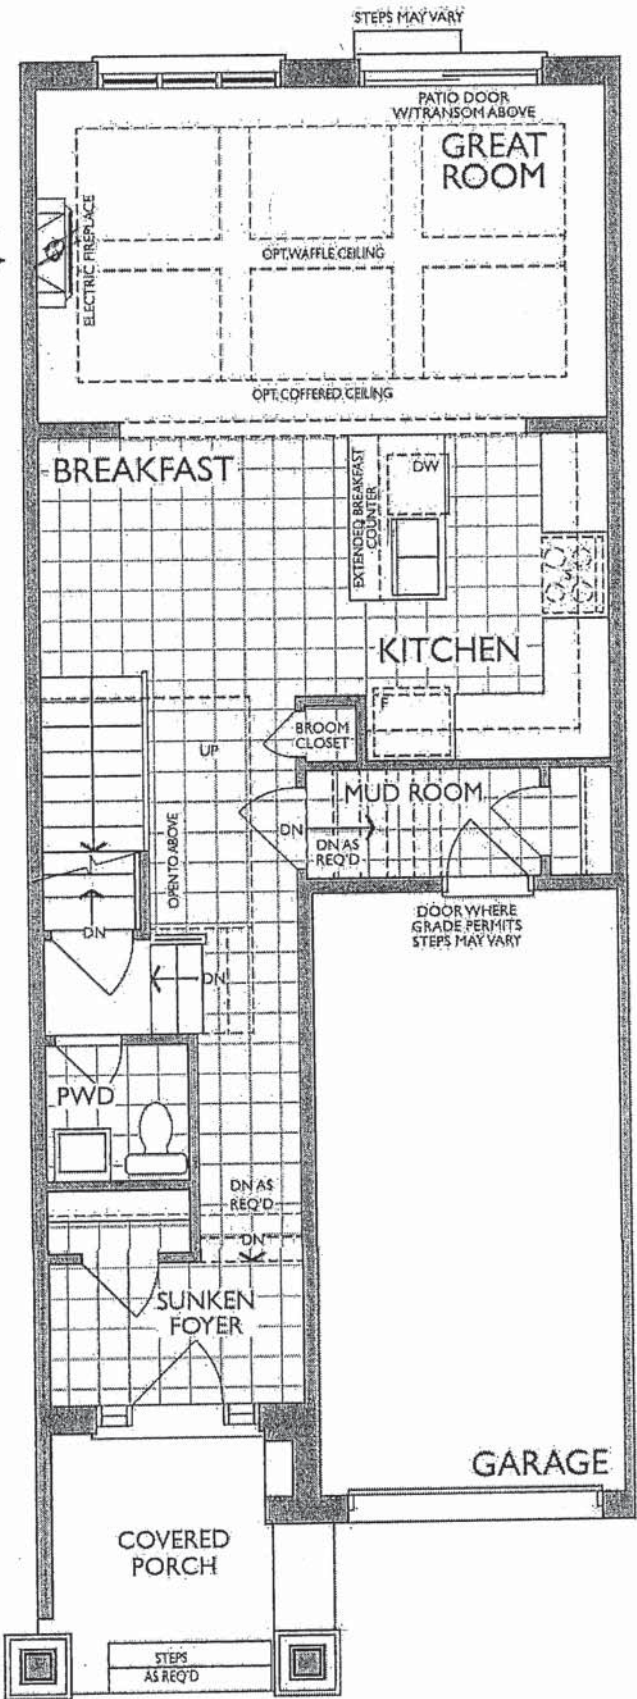 STEPS MAY VARY
PATIO DOOR
W/TRANSOM ABOVE
GREAT
ROOM
ELECTRIC FIREPLACE
OPT. WAFFLE CEILING
OPT. COFFERED CEILING
BREAKFAST
EXTENDED BREAKFAST
COUNTER
DW
KITCHEN
F
BROOM
CLOSET
UP
MUD ROOM
DN
DN AS
REQ'D
OPEN TO ABOVE
DOOR WHERE
GRADE PERMITS
STEPS MAY VARY
DN
DN
PWD
DN AS
REQ'D
DN
SUNKEN
FOYER
GARAGE
COVERED
PORCH
STEPS
AS REQ'D